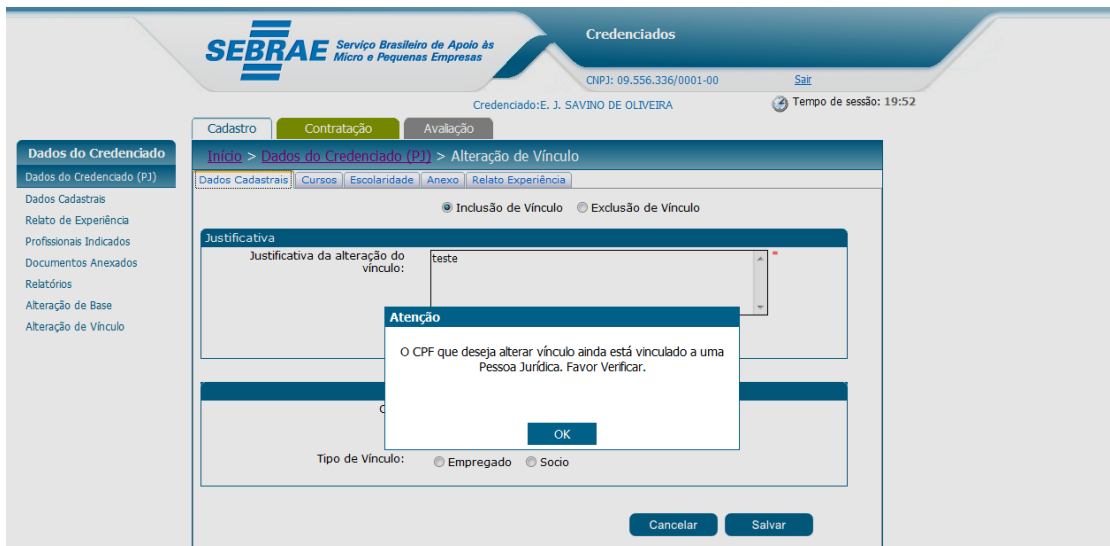 SEBRAE
Serviço Brasileiro de Apoio às
Micro e Pequenas Empresas
Credenciados
CNPJ: 09.556.336/0001-00
Sair
Credenciado:E. J. SAVINO DE OLIVEIRA
Tempo de sessão: 19:52
Cadastro
Contratação
Avaliação
Dados do Credenciado
Dados do Credenciado (PJ)
Dados Cadastrais
Relato de Experiência
Profissionais Indicados
Documentos Anexados
Relatórios
Alteração de Base
Alteração de Vínculo
Início > Dados do Credenciado (PJ) > Alteração de Vínculo
Dados Cadastrais
Cursos
Escolaridade
Anexo
Relato Experiência
Inclusão de Vínculo
Exclusão de Vínculo
Justificativa
Justificativa da alteração do
vínculo:
teste
*
Atenção
O CPF que deseja alterar vínculo ainda está vinculado a uma
Pessoa Jurídica. Favor Verificar.
OK
Tipo de Vínculo:
Empregado
Socio
Cancelar
Salvar